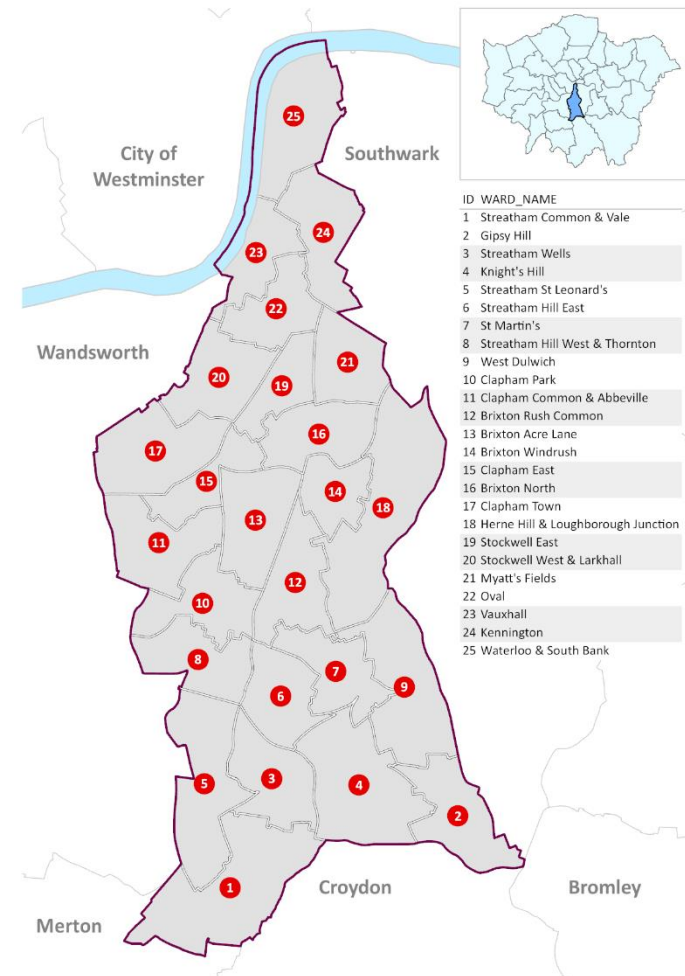 25
City of
Westminster
Southwark
24
23
22
Wandsworth
21
20
19
16
17
15
14
18
13
11
12
10
8
7
9
6
3
5
4
2
1
Croydon
Bromley
Merton
ID WARD_NAME
1 Streatham Common & Vale
2 Gipsy Hill
3 Streatham Wells
4 Knight's Hill
5 Streatham St Leonard's
6 Streatham Hill East
7 St Martin's
8 Streatham Hill West & Thornton
9 West Dulwich
10 Clapham Park
11 Clapham Common & Abbeville
12 Brixton Rush Common
13 Brixton Acre Lane
14 Brixton Windrush
15 Clapham East
16 Brixton North
17 Clapham Town
18 Herne Hill & Loughborough Junction
19 Stockwell East
20 Stockwell West & Larkhall
21 Myatt's Fields
22 Oval
23 Vauxhall
24 Kennington
25 Waterloo & South Bank